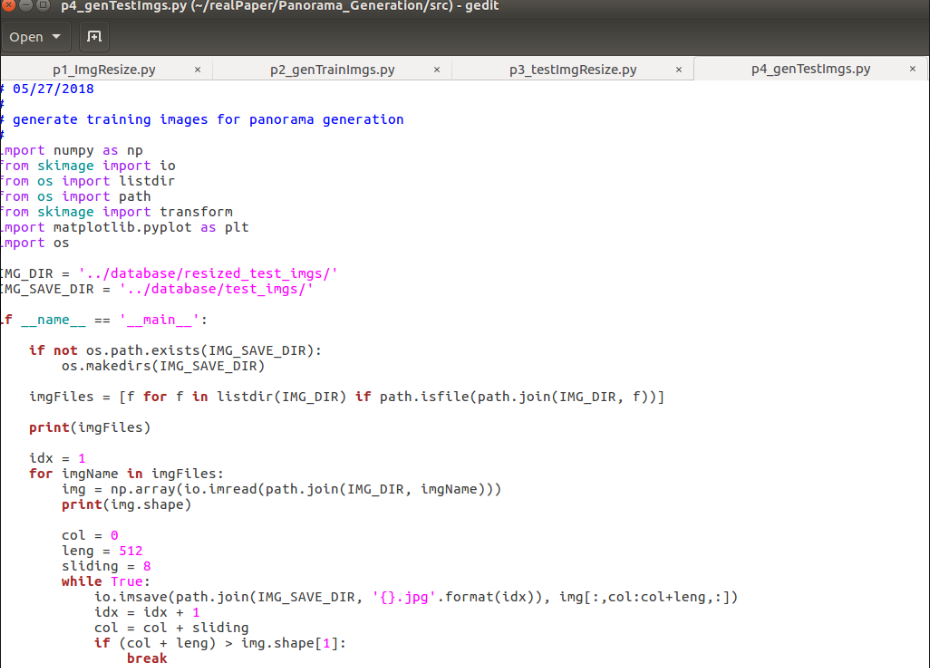 p4_genTestImgs.py (~/realPaper/Panorama_Generation/src) - gedit
Open
p1_ImgResize.py × p2_genTrainImgs.py × p3_testImgResize.py × p4_genTestImgs.py ×
# 05/27/2018
#
# generate training images for panorama generation
#
import numpy as np
from skimage import io
from os import listdir
from os import path
from skimage import transform
import matplotlib.pyplot as plt
import os
IMG_DIR = '../database/resized_test_imgs/'
IMG_SAVE_DIR = '../database/test_imgs/'
if __name__ == '__main__':
    if not os.path.exists(IMG_SAVE_DIR):
        os.makedirs(IMG_SAVE_DIR)
    imgFiles = [f for f in listdir(IMG_DIR) if path.isfile(path.join(IMG_DIR, f))]
    print(imgFiles)
    idx = 1
    for imgName in imgFiles:
        img = np.array(io.imread(path.join(IMG_DIR, imgName)))
        print(img.shape)
        col = 0
        leng = 512
        sliding = 8
        while True:
            io.imsave(path.join(IMG_SAVE_DIR, '{}.jpg'.format(idx)), img[:,col:col+leng,:])
            idx = idx + 1
            col = col + sliding
            if (col + leng) > img.shape[1]:
                break